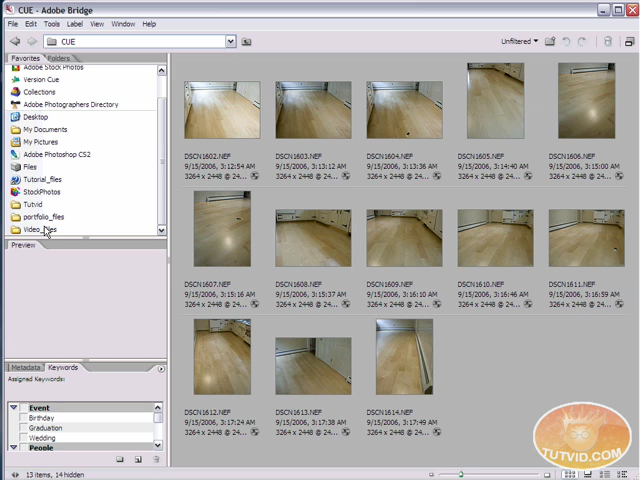 CUE - Adobe Bridge
File Edit Tools Label View Window Help
CUE
Unfiltered
Favorites Folders
Adobe Stock Photos
Version Cue
Collections
Adobe Photographers Directory
Desktop
My Documents
My Pictures
Adobe Photoshop CS2
Files
Tutorial_files
StockPhotos
Tutvid
portfolio_files
Video_files
Preview
Metadata Keywords
Assigned Keywords:
Event
Birthday
Graduation
Wedding
People
13 items, 14 hidden
DSCN1602.NEF DSCN1603.NEF DSCN1604.NEF DSCN1605.NEF DSCN1606.NEF
9/15/2006, 3:12:54 AM 9/15/2006, 3:13:12 AM 9/15/2006, 3:13:36 AM 9/15/2006, 3:14:40 AM 9/15/2006, 3:15:00 AM
3264 x 2448 @ 24... 3264 x 2448 @ 24... 3264 x 2448 @ 24... 3264 x 2448 @ 24... 3264 x 2448 @ 24...
DSCN1607.NEF DSCN1608.NEF DSCN1609.NEF DSCN1610.NEF DSCN1611.NEF
9/15/2006, 3:15:16 AM 9/15/2006, 3:15:37 AM 9/15/2006, 3:16:10 AM 9/15/2006, 3:16:46 AM 9/15/2006, 3:16:59 AM
3264 x 2448 @ 24... 3264 x 2448 @ 24... 3264 x 2448 @ 24... 3264 x 2448 @ 24... 3264 x 2448 @ 24...
DSCN1612.NEF DSCN1613.NEF DSCN1614.NEF
9/15/2006, 3:17:24 AM 9/15/2006, 3:17:38 AM 9/15/2006, 3:17:49 AM
3264 x 2448 @ 24... 3264 x 2448 @ 24... 3264 x 2448 @ 24...
TUTVID.COM